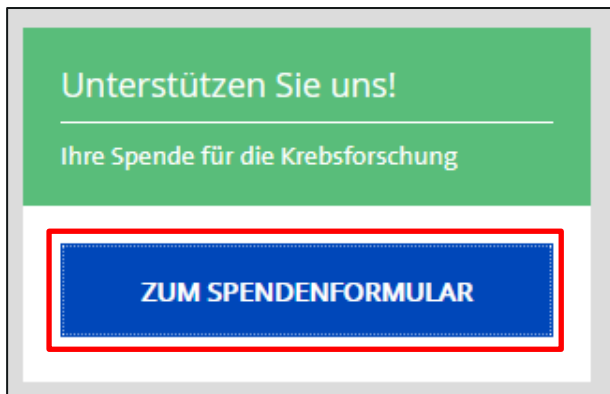 Unterstützen Sie uns!
Ihre Spende für die Krebsforschung
ZUM SPENDENFORMULAR